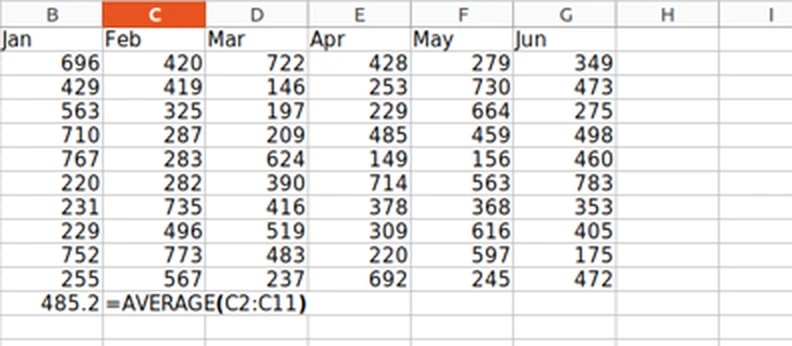 B C D E F G H I
Jan Feb Mar Apr May Jun
696 420 722 428 279 349
429 419 146 253 730 473
563 325 197 229 664 275
710 287 209 485 459 498
767 283 624 149 156 460
220 282 390 714 563 783
231 735 416 378 368 353
229 496 519 309 616 405
752 773 483 220 597 175
255 567 237 692 245 472
485.2 =AVERAGE(C2:C11)